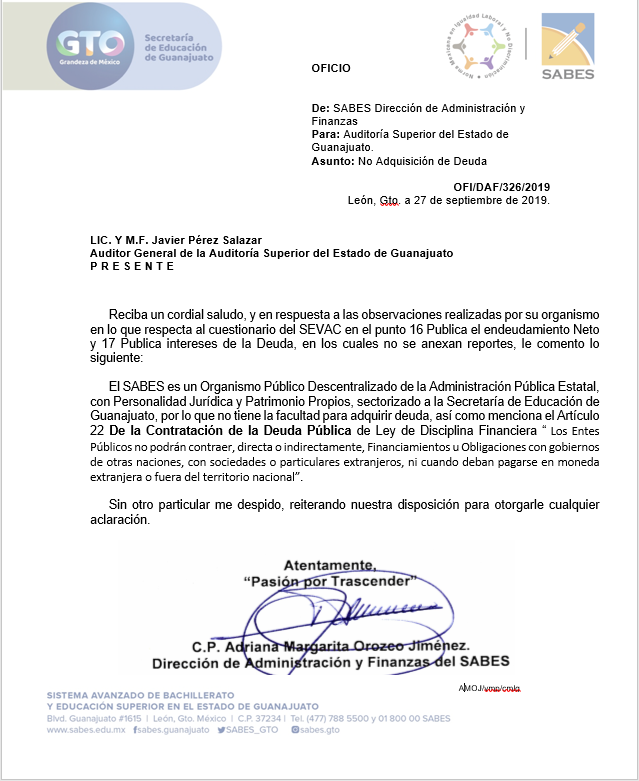 GTO
Grandeza de México
Secretaría
de Educación
de Guanajuato
Norma Mexicana en Igualdad Laboral y No Discriminación
SABES
OFICIO
De: SABES Dirección de Administración y
Finanzas
Para: Auditoría Superior del Estado de
Guanajuato.
Asunto: No Adquisición de Deuda
OFI/DAF/326/2019
León, Gto. a 27 de septiembre de 2019.
LIC. Y M.F. Javier Pérez Salazar
Auditor General de la Auditoría Superior del Estado de Guanajuato
P R E S E N T E
Reciba un cordial saludo, y en respuesta a las observaciones realizadas por su organismo
en lo que respecta al cuestionario del SEVAC en el punto 16 Publica el endeudamiento Neto
y 17 Publica intereses de la Deuda, en los cuales no se anexan reportes, le comento lo
siguiente:
El SABES es un Organismo Público Descentralizado de la Administración Pública Estatal,
con Personalidad Jurídica y Patrimonio Propios, sectorizado a la Secretaría de Educación de
Guanajuato, por lo que no tiene la facultad para adquirir deuda, así como menciona el Artículo
22 De la Contratación de la Deuda Pública de Ley de Disciplina Financiera “ Los Entes
Públicos no podrán contraer, directa o indirectamente, Financiamientos u Obligaciones con gobiernos
de otras naciones, con sociedades o particulares extranjeros, ni cuando deban pagarse en moneda
extranjera o fuera del territorio nacional”.
Sin otro particular me despido, reiterando nuestra disposición para otorgarle cualquier
aclaración.
Atentamente,
“Pasión por Trascender”
C.P. Adriana Margarita Orozco Jiménez.
Dirección de Administración y Finanzas del SABES
AMOJ/vmp/cmlg
SISTEMA AVANZADO DE BACHILLERATO
Y EDUCACIÓN SUPERIOR EN EL ESTADO DE GUANAJUATO
Blvd. Guanajuato #1615 | León, Gto. México | C.P. 37234 | Tel. (477) 788 5500 y 01 800 00 SABES
www.sabes.edu.mx sabes.guanajuato SABES_GTO sabes.gto